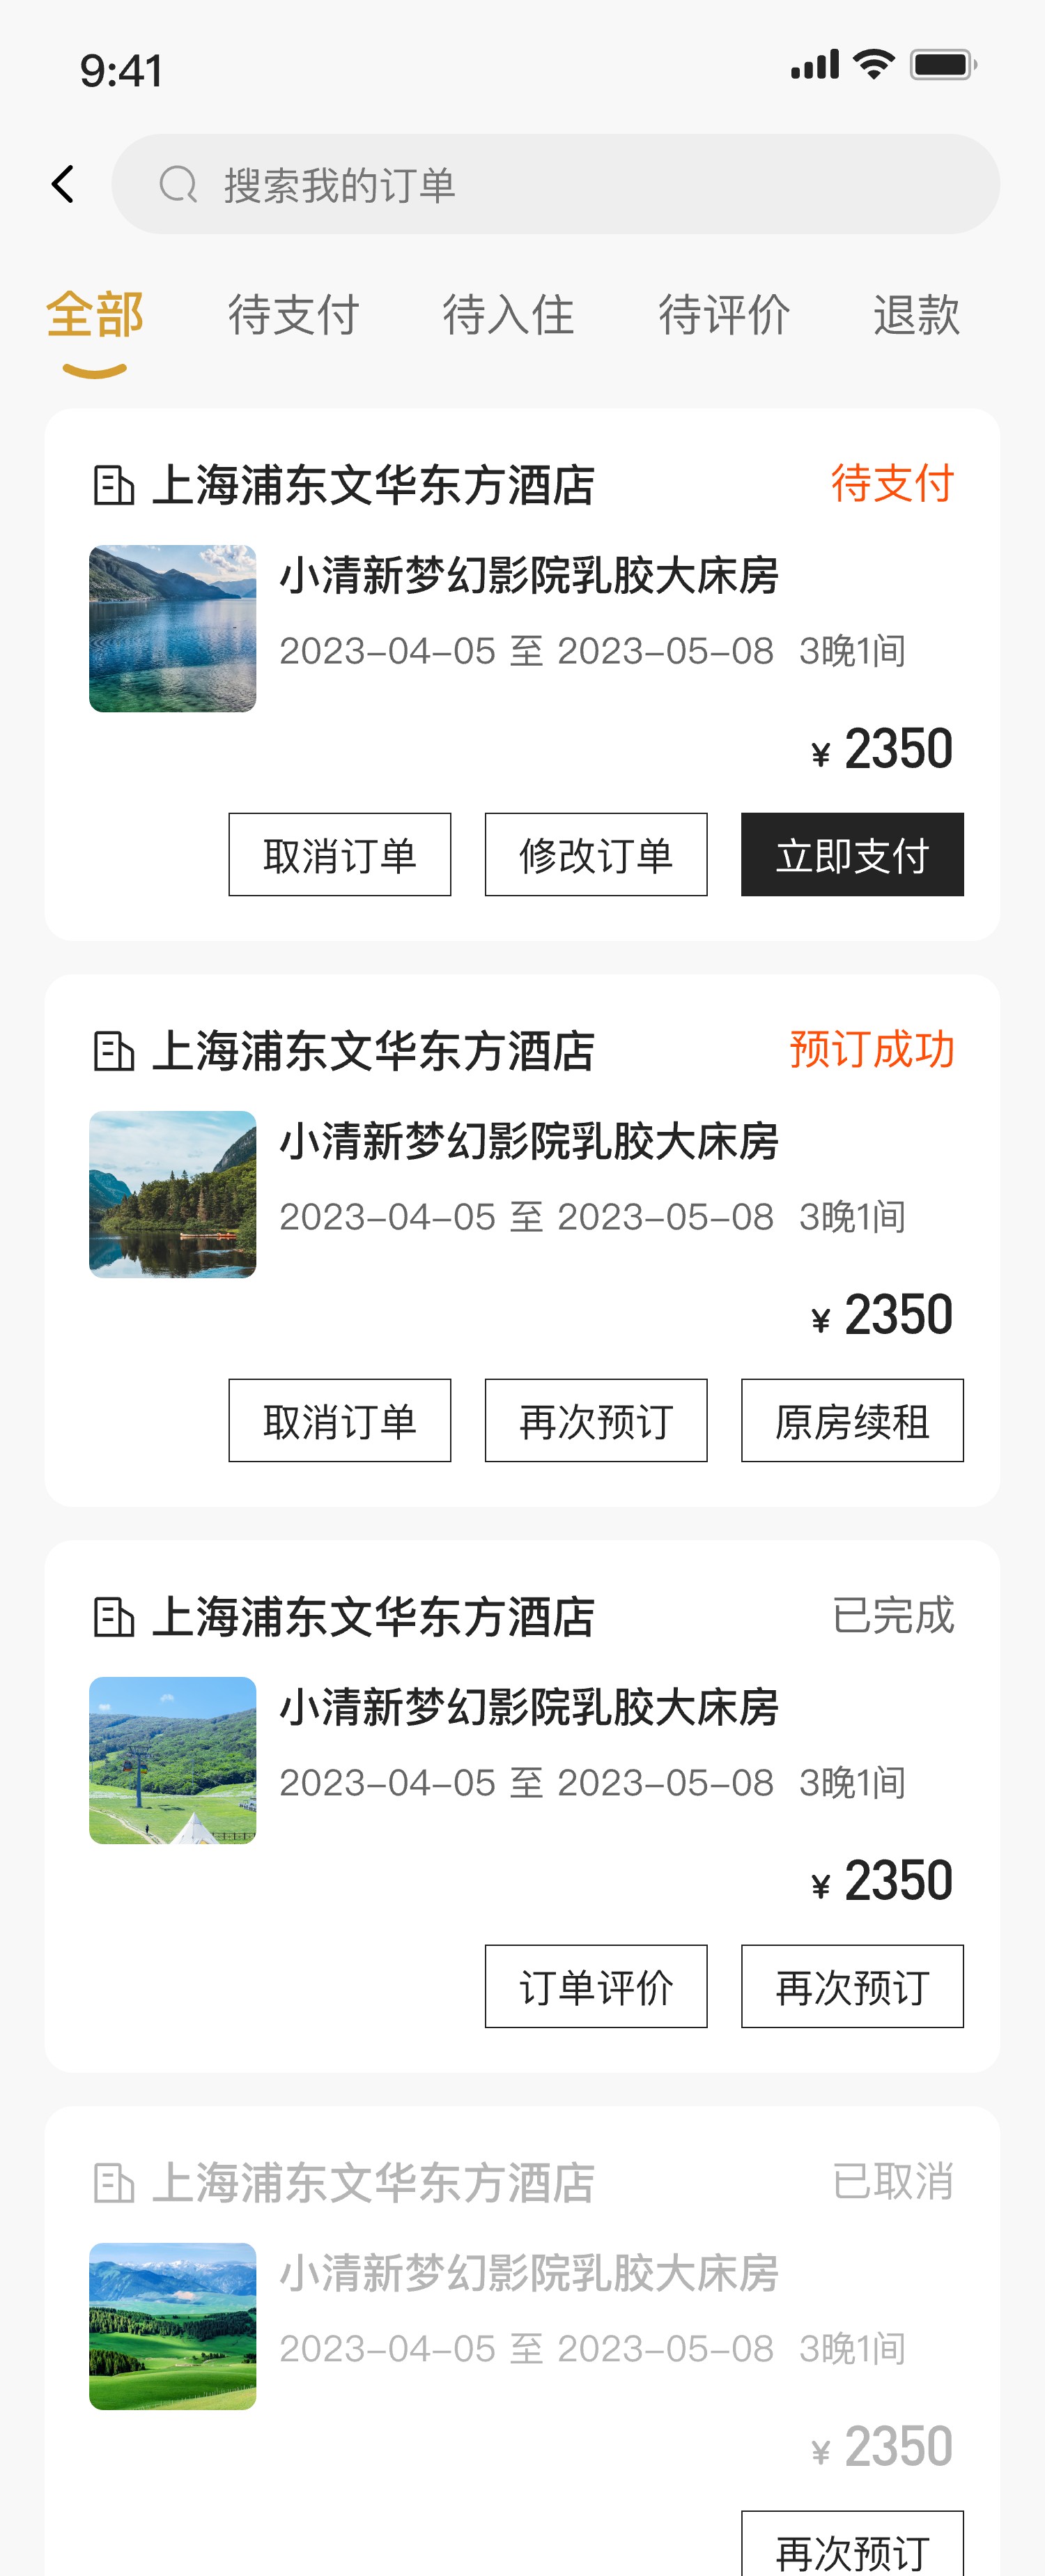 9:41
搜索我的订单
全部 待支付 待入住 待评价 退款
上海浦东文华东方酒店 待支付
小清新梦幻影院乳胶大床房
2023-04-05 至 2023-05-08 3晚1间
¥ 2350
取消订单 修改订单 立即支付
上海浦东文华东方酒店 预订成功
小清新梦幻影院乳胶大床房
2023-04-05 至 2023-05-08 3晚1间
¥ 2350
取消订单 再次预订 原房续租
上海浦东文华东方酒店 已完成
小清新梦幻影院乳胶大床房
2023-04-05 至 2023-05-08 3晚1间
¥ 2350
订单评价 再次预订
上海浦东文华东方酒店 已取消
小清新梦幻影院乳胶大床房
2023-04-05 至 2023-05-08 3晚1间
¥ 2350
再次预订